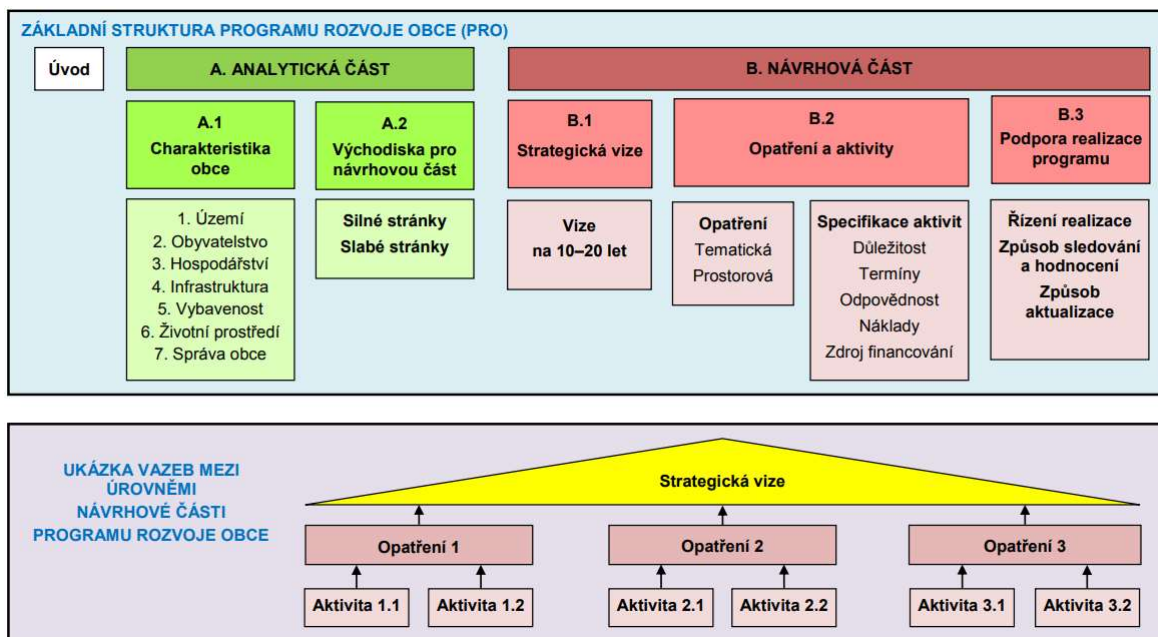 ZÁKLADNÍ STRUKTURA PROGRAMU ROZVOJE OBCE (PRO)
Úvod
A. ANALYTICKÁ ČÁST
B. NÁVRHOVÁ ČÁST
A.1
Charakteristika
obce
A.2
Východiska pro
návrhovou část
B.1
Strategická vize
B.2
Opatření a aktivity
B.3
Podpora realizace
programu
1. Území
2. Obyvatelstvo
3. Hospodářství
4. Infrastruktura
5. Vybavenost
6. Životní prostředí
7. Správa obce
Silné stránky
Slabé stránky
Vize
na 10–20 let
Opatření
Tematická
Prostorová
Specifikace aktivit
Důležitost
Termíny
Odpovědnost
Náklady
Zdroj financování
Řízení realizace
Způsob sledování
a hodnocení
Způsob
aktualizace
UKÁZKA VAZEB MEZI
ÚROVNĚMI
NÁVRHOVÉ ČÁSTI
PROGRAMU ROZVOJE OBCE
Strategická vize
Opatření 1
Opatření 2
Opatření 3
Aktivita 1.1
Aktivita 1.2
Aktivita 2.1
Aktivita 2.2
Aktivita 3.1
Aktivita 3.2